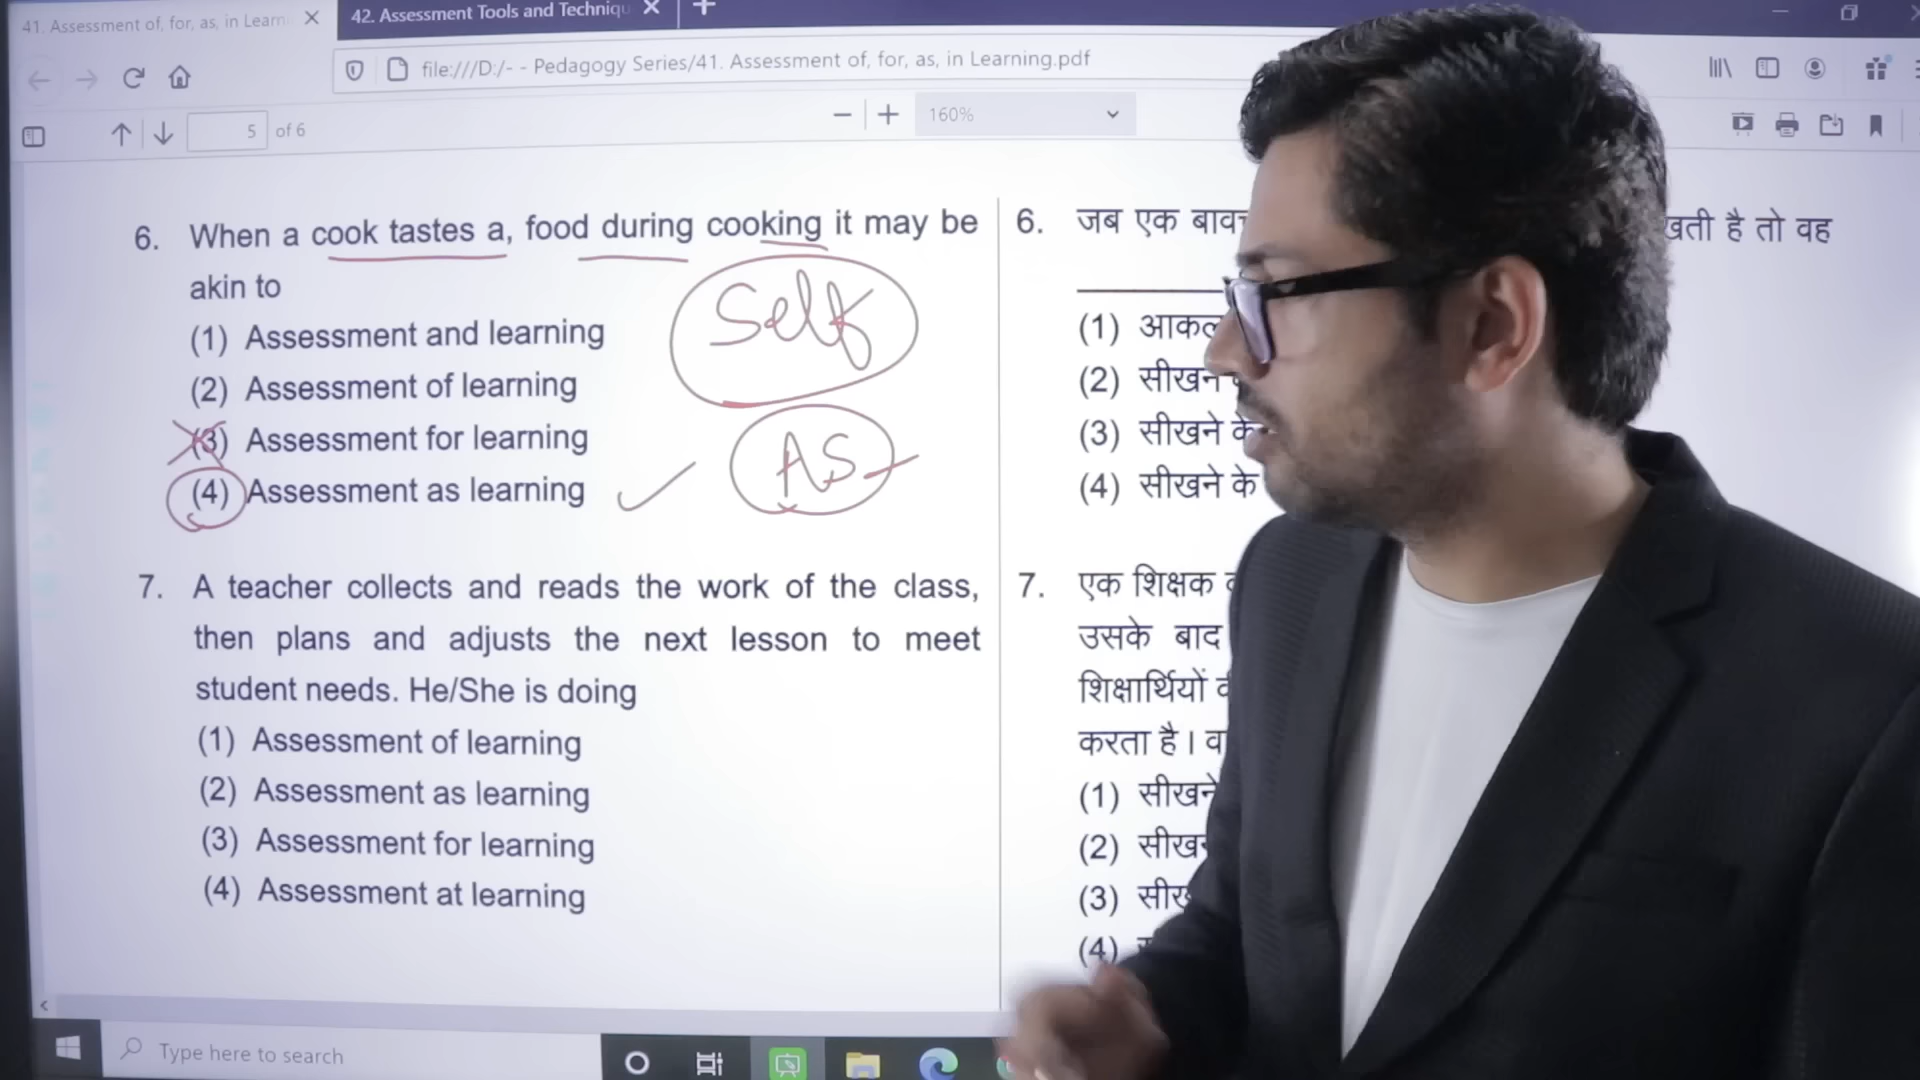 41. Assessment of, for, as, in Learn
42. Assessment Tools and Techniqu
file:///D:/- - Pedagogy Series/41. Assessment of, for, as, in Learning.pdf
5 of 6
160%
6. When a cook tastes a, food during cooking it may be
akin to
(1) Assessment and learning
(2) Assessment of learning
(3) Assessment for learning
(4) Assessment as learning
Self
AS
7. A teacher collects and reads the work of the class,
then plans and adjusts the next lesson to meet
student needs. He/She is doing
(1) Assessment of learning
(2) Assessment as learning
(3) Assessment for learning
(4) Assessment at learning
6. जब एक है तो वह
(1)
(2) सीखने
(3) सीखने के
(4) सीखने के
7. एक शिक्षक
उसके बाद
शिक्षार्थियों
करता है।
(1) सीखने
(2)
(3)
(4)
Type here to search